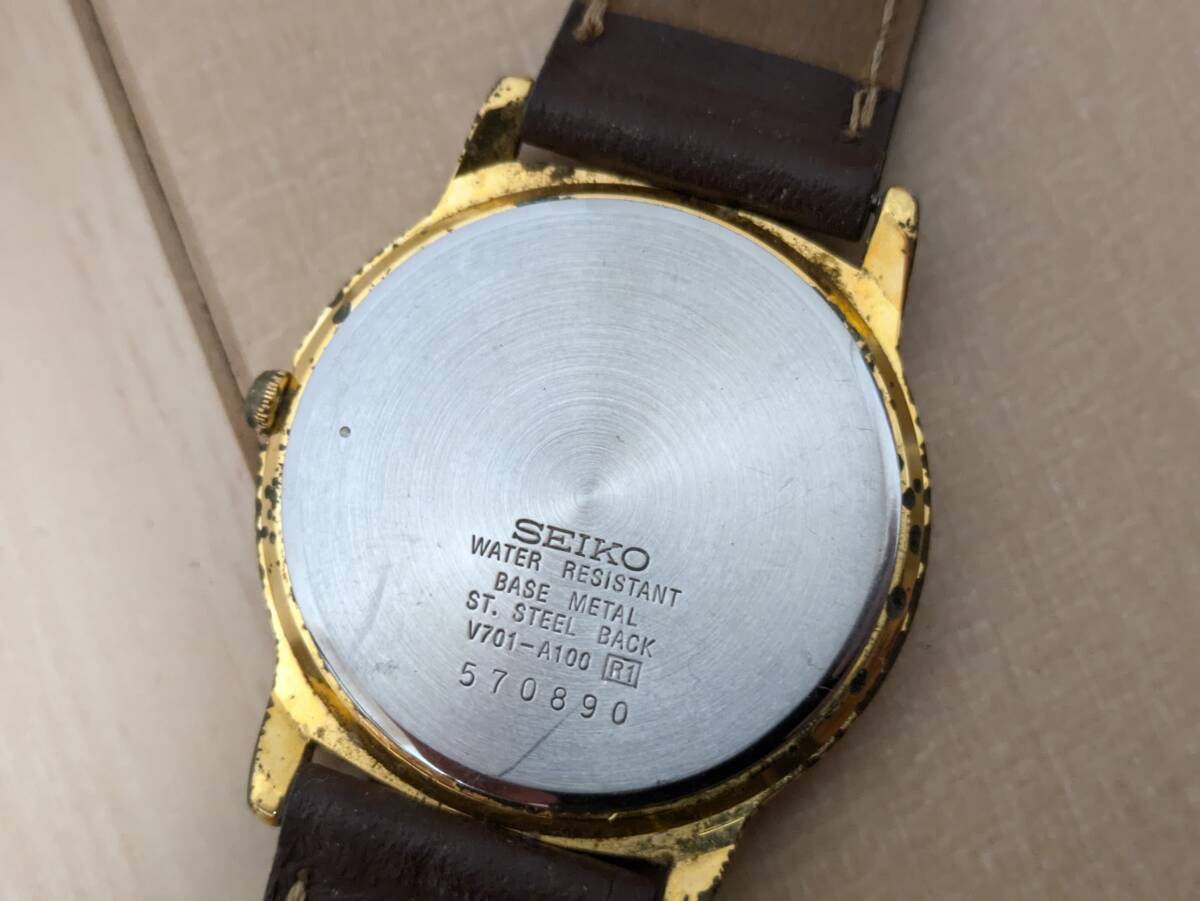 SEIKO
WATER RESISTANT
BASE METAL
ST. STEEL BACK
V701-A100 R1
570890